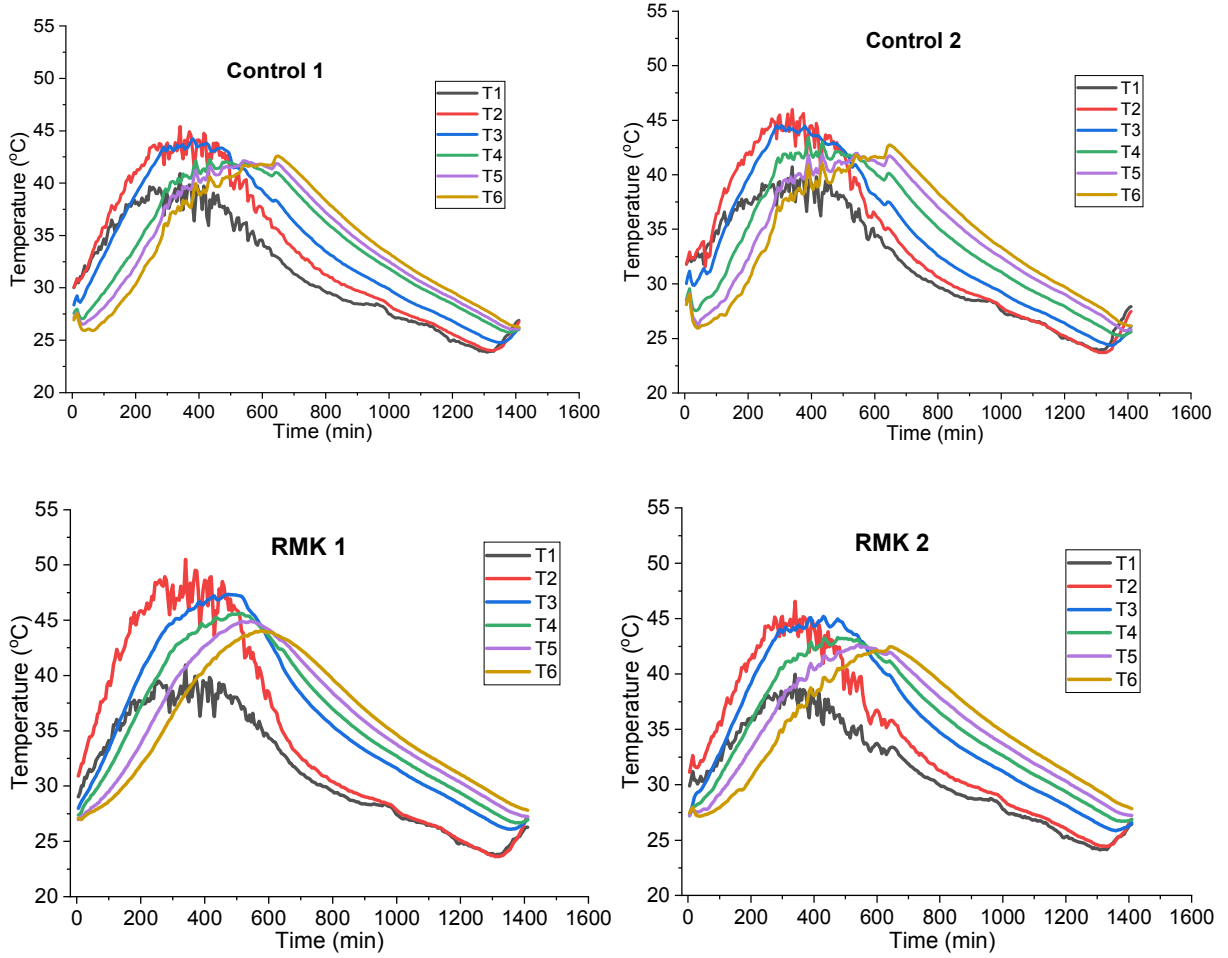 Control 1
T1
T2
T3
T4
T5
T6
Temperature (°C)
55
50
45
40
35
30
25
20
0 200 400 600 800 1000 1200 1400 1600
Time (min)
Control 2
T1
T2
T3
T4
T5
T6
Temperature (°C)
55
50
45
40
35
30
25
20
0 200 400 600 800 1000 1200 1400 1600
Time (min)
RMK 1
T1
T2
T3
T4
T5
T6
Temperature (°C)
55
50
45
40
35
30
25
20
0 200 400 600 800 1000 1200 1400 1600
Time (min)
RMK 2
T1
T2
T3
T4
T5
T6
Temperature (°C)
55
50
45
40
35
30
25
20
0 200 400 600 800 1000 1200 1400 1600
Time (min)